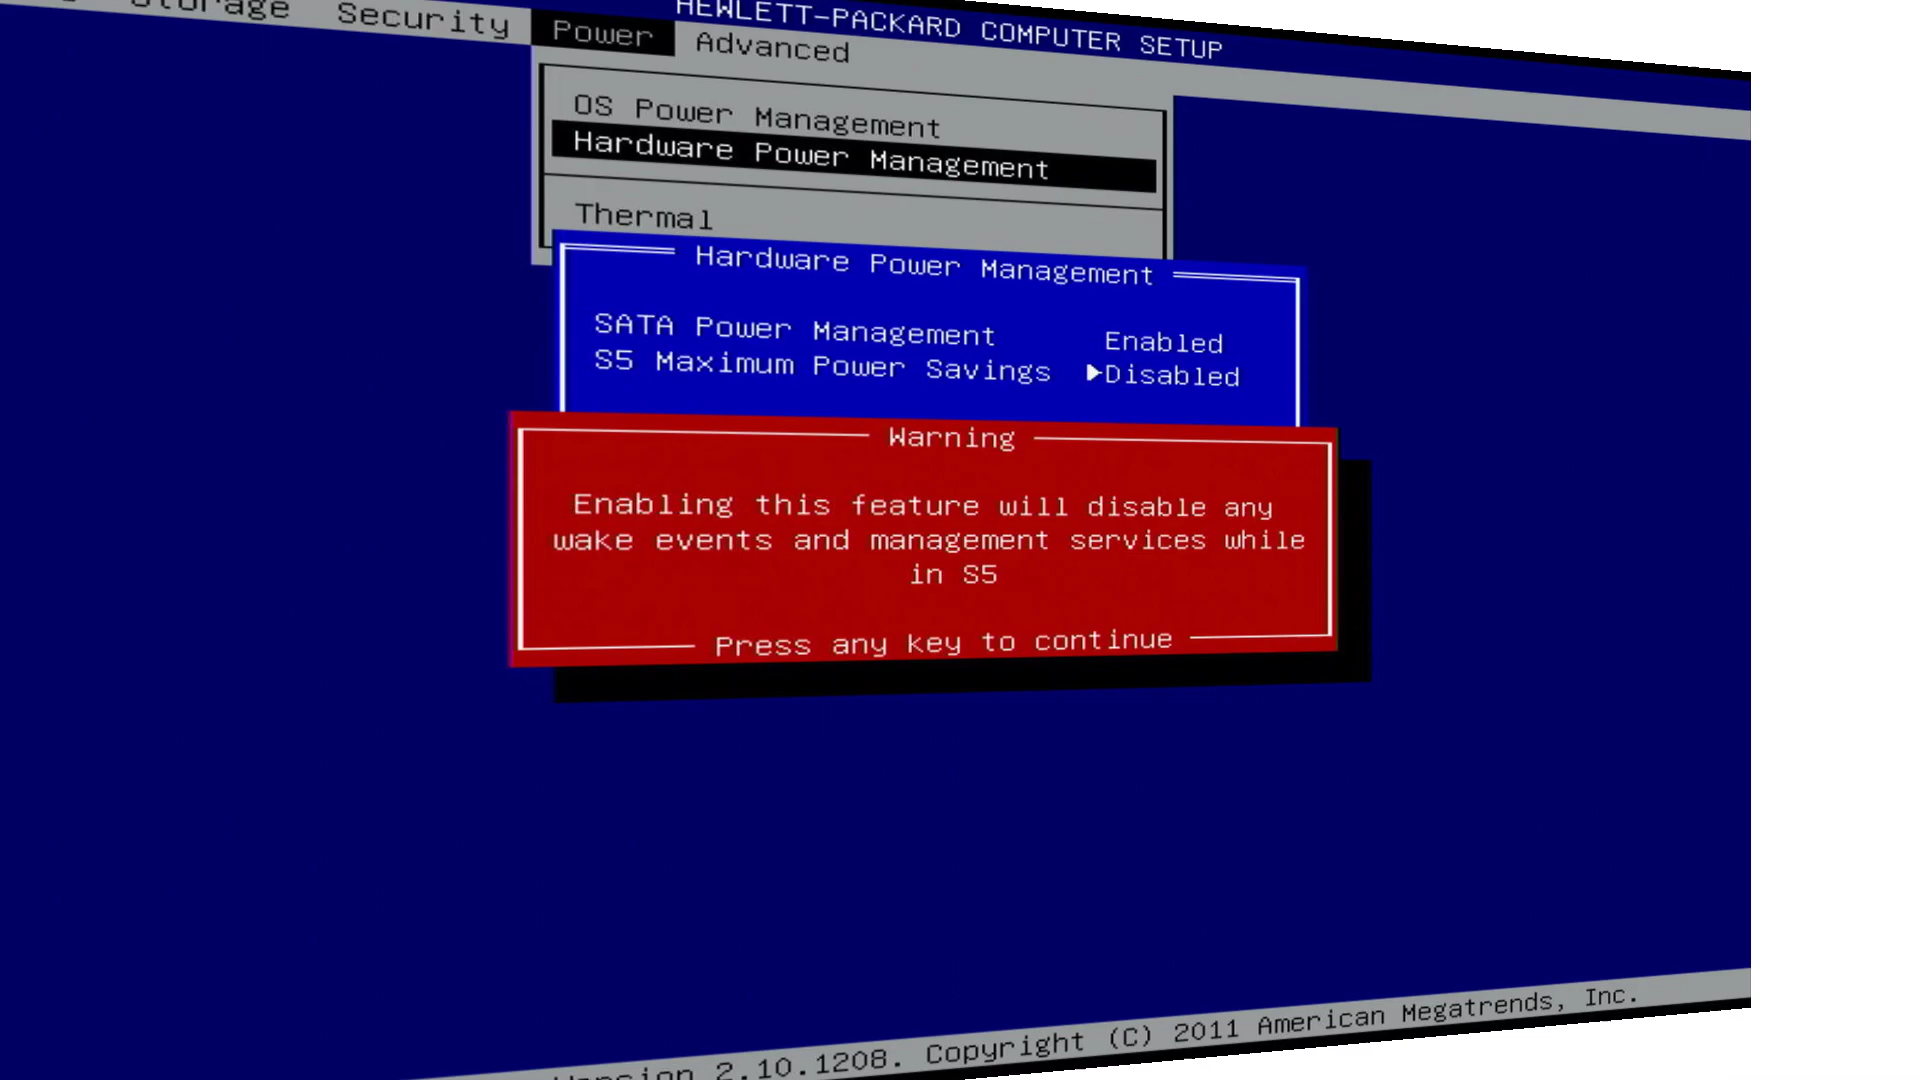 HEWLETT-PACKARD COMPUTER SETUP
Storage Security Power Advanced
OS Power Management
Hardware Power Management
Thermal
Hardware Power Management
SATA Power Management Enabled
S5 Maximum Power Savings ▶Disabled
Warning
Enabling this feature will disable any
wake events and management services while
in S5
Press any key to continue
Version 2.10.1208. Copyright (C) 2011 American Megatrends, Inc.